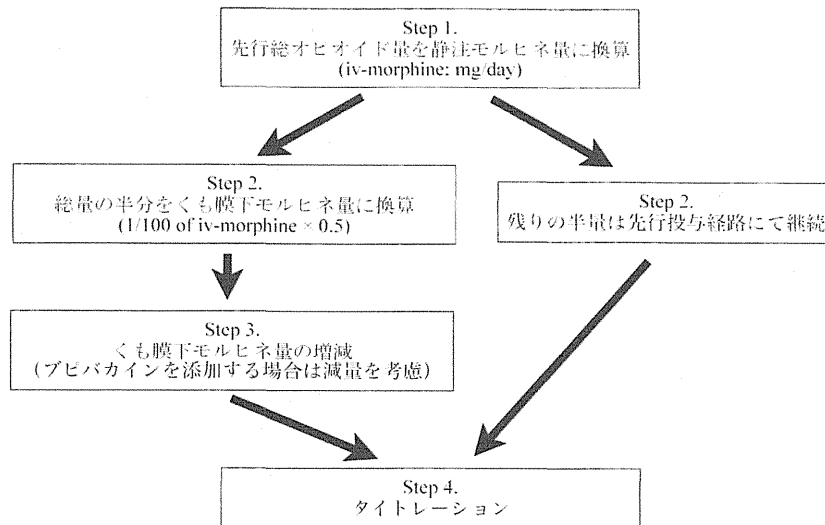 Step 1.
先行総オピオイド量を静注モルヒネ量に換算
(iv-morphine: mg/day)
Step 2.
総量の半分をくも膜下モルヒネ量に換算
(1/100 of iv-morphine × 0.5)
Step 2.
残りの半量は先行投与経路にて継続
Step 3.
くも膜下モルヒネ量の増減
(ブピバカインを添加する場合は減量を考慮)
Step 4.
タイトレーション